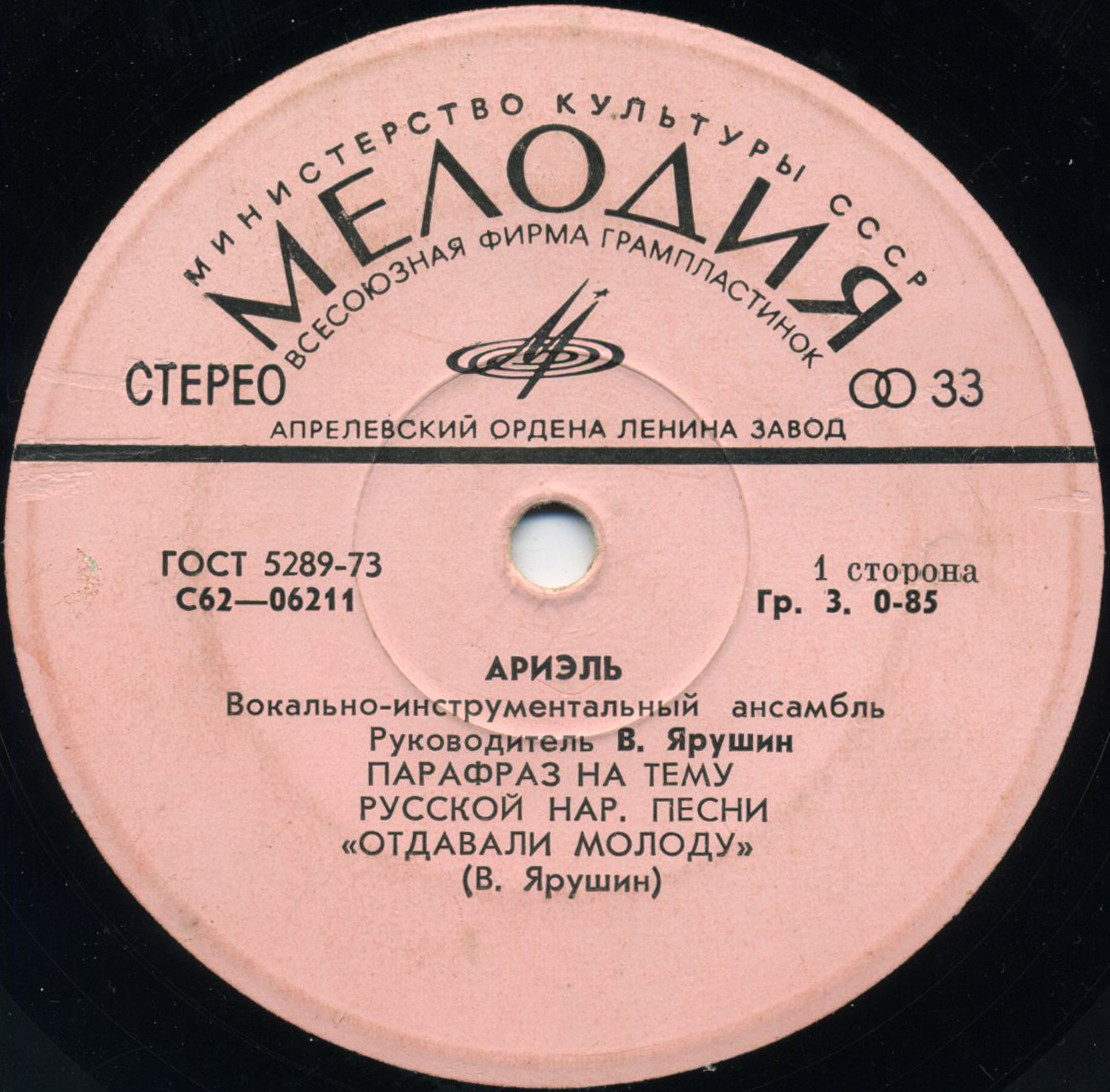 МИНИСТЕРСТВО КУЛЬТУРЫ СССР
МЕЛОДИЯ
ВСЕСОЮЗНАЯ ФИРМА ГРАМПЛАСТИНОК
СТЕРЕО
33
АПРЕЛЕВСКИЙ ОРДЕНА ЛЕНИНА ЗАВОД
ГОСТ 5289-73
С62—06211
1 сторона
Гр. 3. 0-85
АРИЭЛЬ
Вокально-инструментальный ансамбль
Руководитель В. Ярушин
ПАРАФРАЗ НА ТЕМУ
РУССКОЙ НАР. ПЕСНИ
«ОТДАВАЛИ МОЛОДУ»
(В. Ярушин)